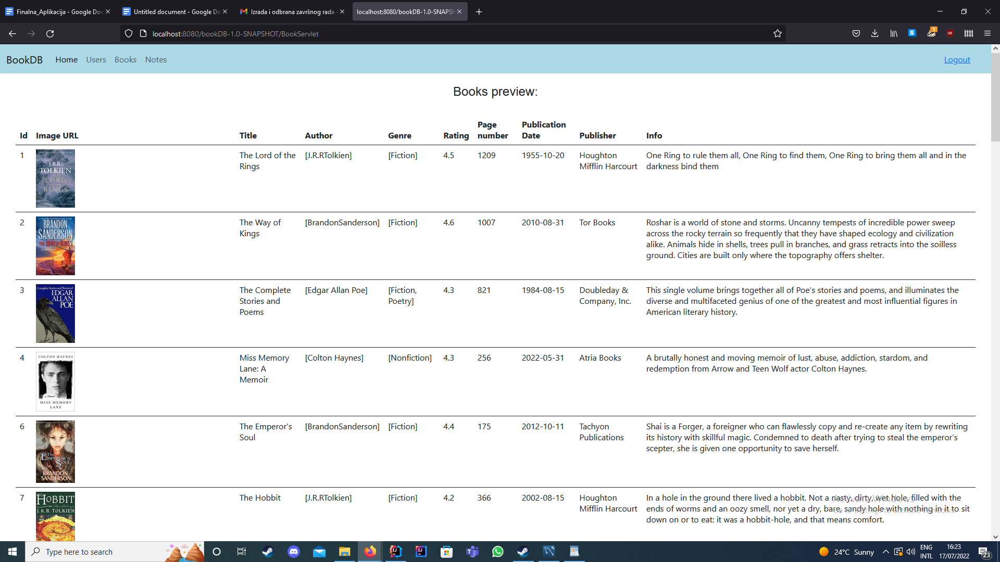 Finalna_Aplikacija - Google Doc
Untitled document - Google Do
Izrada i odbrana završnog rada -
localhost:8080/bookDB-1.0-SNAPSH
localhost:8080/bookDB-1.0-SNAPSHOT/BookServlet
1
BookDB Home Users Books Notes Logout
Books preview:
Id Image URL Title Author Genre Rating Page number Publication Date Publisher Info
1
J.R.R.
TOLKIEN
THE
LORD
OF THE
RINGS
The Lord of the
Rings
[J.R.RTolkien]
[Fiction]
4.5
1209
1955-10-20
Houghton
Mifflin Harcourt
One Ring to rule them all, One Ring to find them, One Ring to bring them all and in the
darkness bind them
2
BRANDON
SANDERSON
THE WAY OF KINGS
The Way of
Kings
[BrandonSanderson]
[Fiction]
4.6
1007
2010-08-31
Tor Books
Roshar is a world of stone and storms. Uncanny tempests of incredible power sweep
across the rocky terrain so frequently that they have shaped ecology and civilization
alike. Animals hide in shells, trees pull in branches, and grass retracts into the soilless
ground. Cities are built only where the topography offers shelter.
3
Complete Stories and Poems of
EDGAR
ALLAN
POE
The Complete
Stories and
Poems
[Edgar Allan Poe]
[Fiction,
Poetry]
4.3
821
1984-08-15
Doubleday &
Company, Inc.
This single volume brings together all of Poe's stories and poems, and illuminates the
diverse and multifaceted genius of one of the greatest and most influential figures in
American literary history.
4
COLTON HAYNES
a Memoir
MISS MEMORY
LANE
Miss Memory
Lane: A
Memoir
[Colton Haynes]
[Nonfiction]
4.3
256
2022-05-31
Atria Books
A brutally honest and moving memoir of lust, abuse, addiction, stardom, and
redemption from Arrow and Teen Wolf actor Colton Haynes.
6
THE
EMPEROR'S
SOUL
BRANDON
SANDERSON
The Emperor's
Soul
[BrandonSanderson]
[Fiction]
4.4
175
2012-10-11
Tachyon
Publications
Shai is a Forger, a foreigner who can flawlessly copy and re-create any item by rewriting
its history with skillful magic. Condemned to death after trying to steal the emperor’s
scepter, she is given one opportunity to save herself.
7
HOBBIT
J.R.R.TOLKIEN
The Hobbit
[J.R.RTolkien]
[Fiction]
4.2
366
2002-08-15
Houghton
Mifflin Harcourt
In a hole in the ground there lived a hobbit. Not a nasty, dirty, wet hole, filled with the
ends of worms and an oozy smell, nor yet a dry, bare, sandy hole with nothing in it to sit
down on or to eat: it was a hobbit-hole, and that means comfort.
Activate Windows
Go to Settings to activate Windows.
Type here to search
24°C Sunny
ENG
INTL
16:23
17/07/2022
23